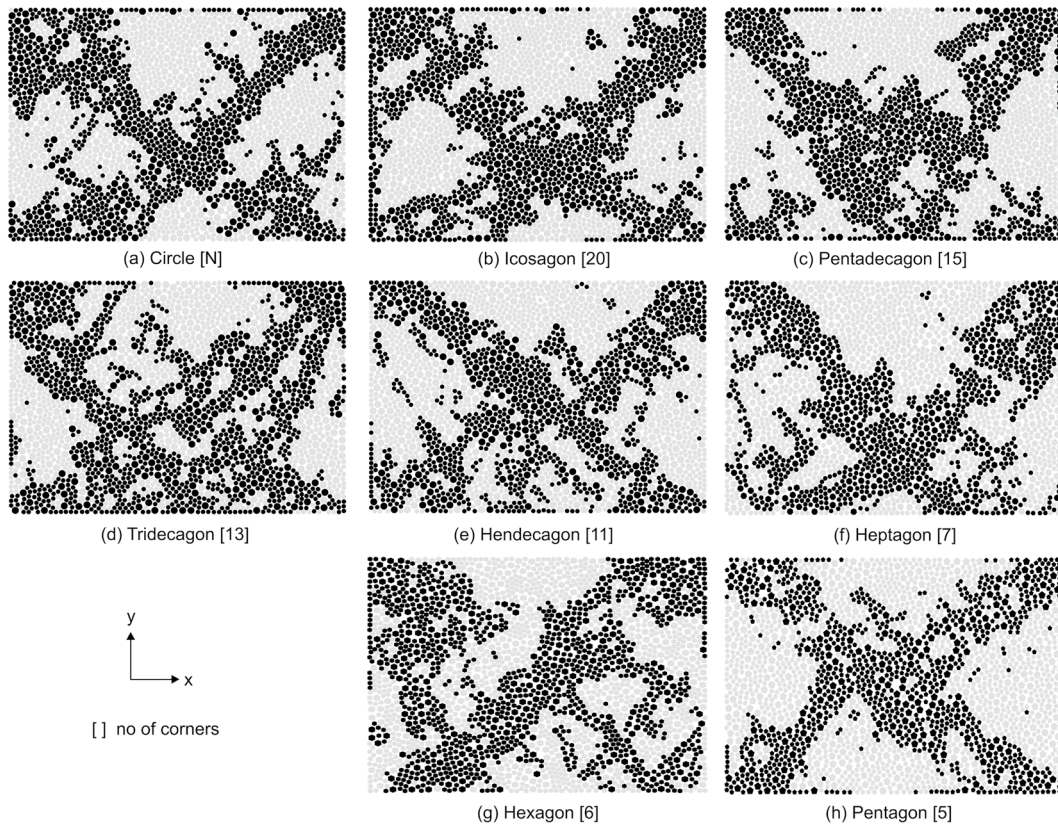 (a) Circle [N]
(b) Icosagon [20]
(c) Pentadecagon [15]
(d) Tridecagon [13]
(e) Hendecagon [11]
(f) Heptagon [7]
y
x
[ ] no of corners
(g) Hexagon [6]
(h) Pentagon [5]